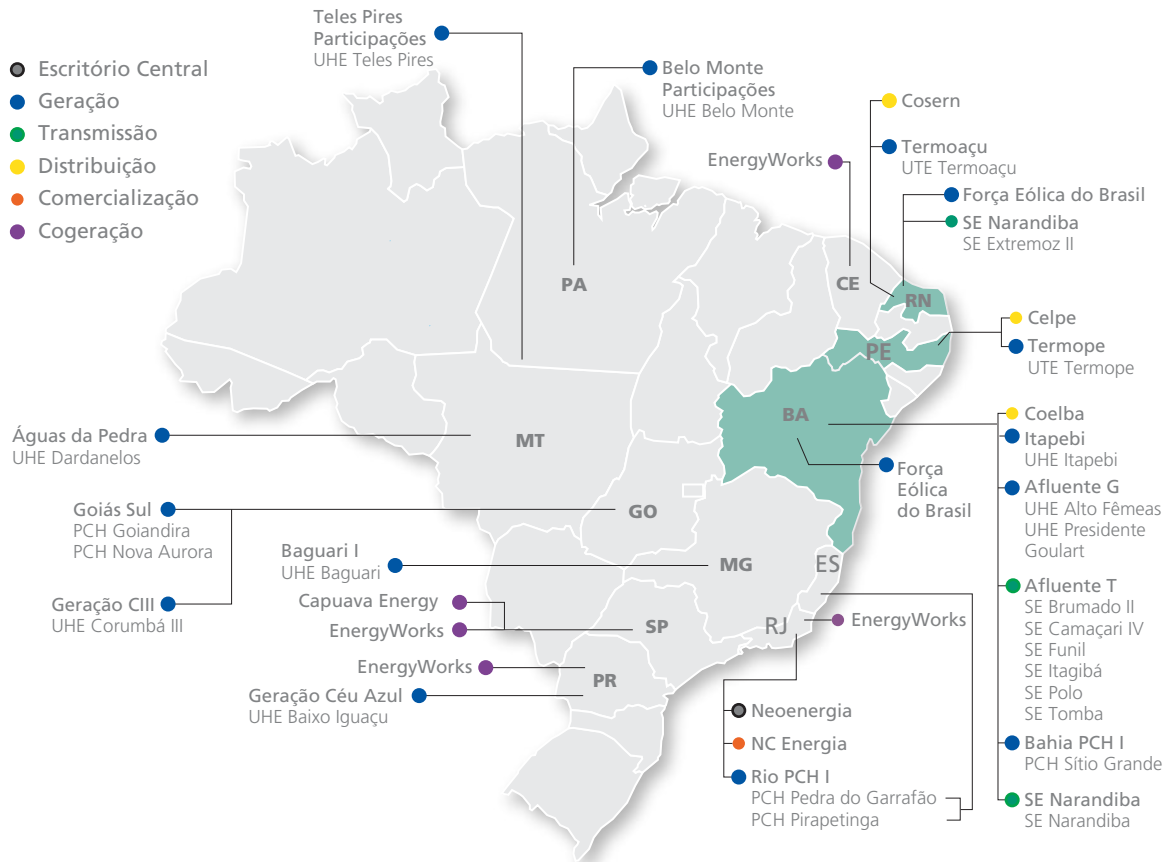 Escritório Central
Geração
Transmissão
Distribuição
Comercialização
Cogeração
Teles Pires
Participações
UHE Teles Pires
Belo Monte
Participações
UHE Belo Monte
EnergyWorks
Cosern
Termoaçu
UTE Termoaçu
Força Eólica do Brasil
SE Narandiba
SE Extremoz II
PA
CE
RN
PE
Celpe
Termope
UTE Termope
BA
MT
GO
MG
ES
SP
RJ
PR
Águas da Pedra
UHE Dardanelos
Goiás Sul
PCH Goiandira
PCH Nova Aurora
Geração CIII
UHE Corumbá III
Baguari I
UHE Baguari
Capuava Energy
EnergyWorks
EnergyWorks
Geração Céu Azul
UHE Baixo Iguaçu
Força
Eólica
do Brasil
Coelba
Itapebi
UHE Itapebi
Afluente G
UHE Alto Fêmeas
UHE Presidente
Goulart
Afluente T
SE Brumado II
SE Camaçari IV
SE Funil
SE Itagibá
SE Polo
SE Tomba
Bahia PCH I
PCH Sítio Grande
SE Narandiba
SE Narandiba
EnergyWorks
Neoenergia
NC Energia
Rio PCH I
PCH Pedra do Garrafão
PCH Pirapetinga